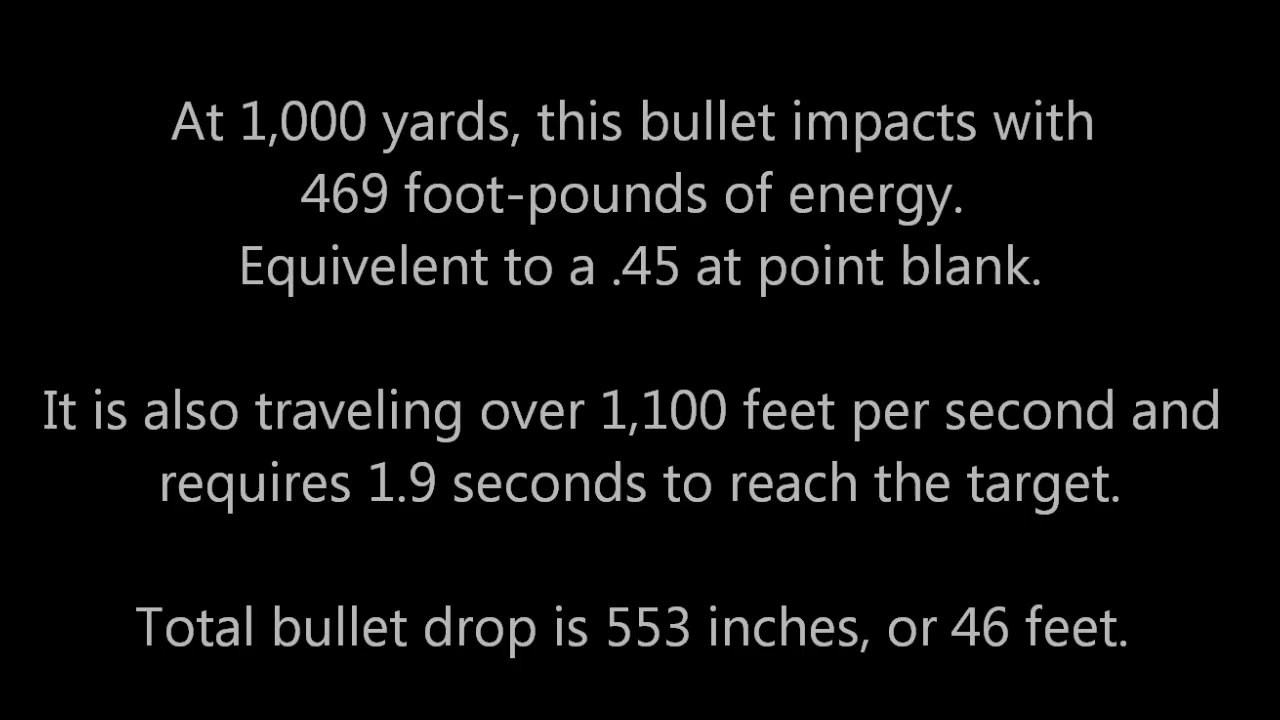 At 1,000 yards, this bullet impacts with
469 foot-pounds of energy.
Equivelent to a .45 at point blank.
It is also traveling over 1,100 feet per second and
requires 1.9 seconds to reach the target.
Total bullet drop is 553 inches, or 46 feet.